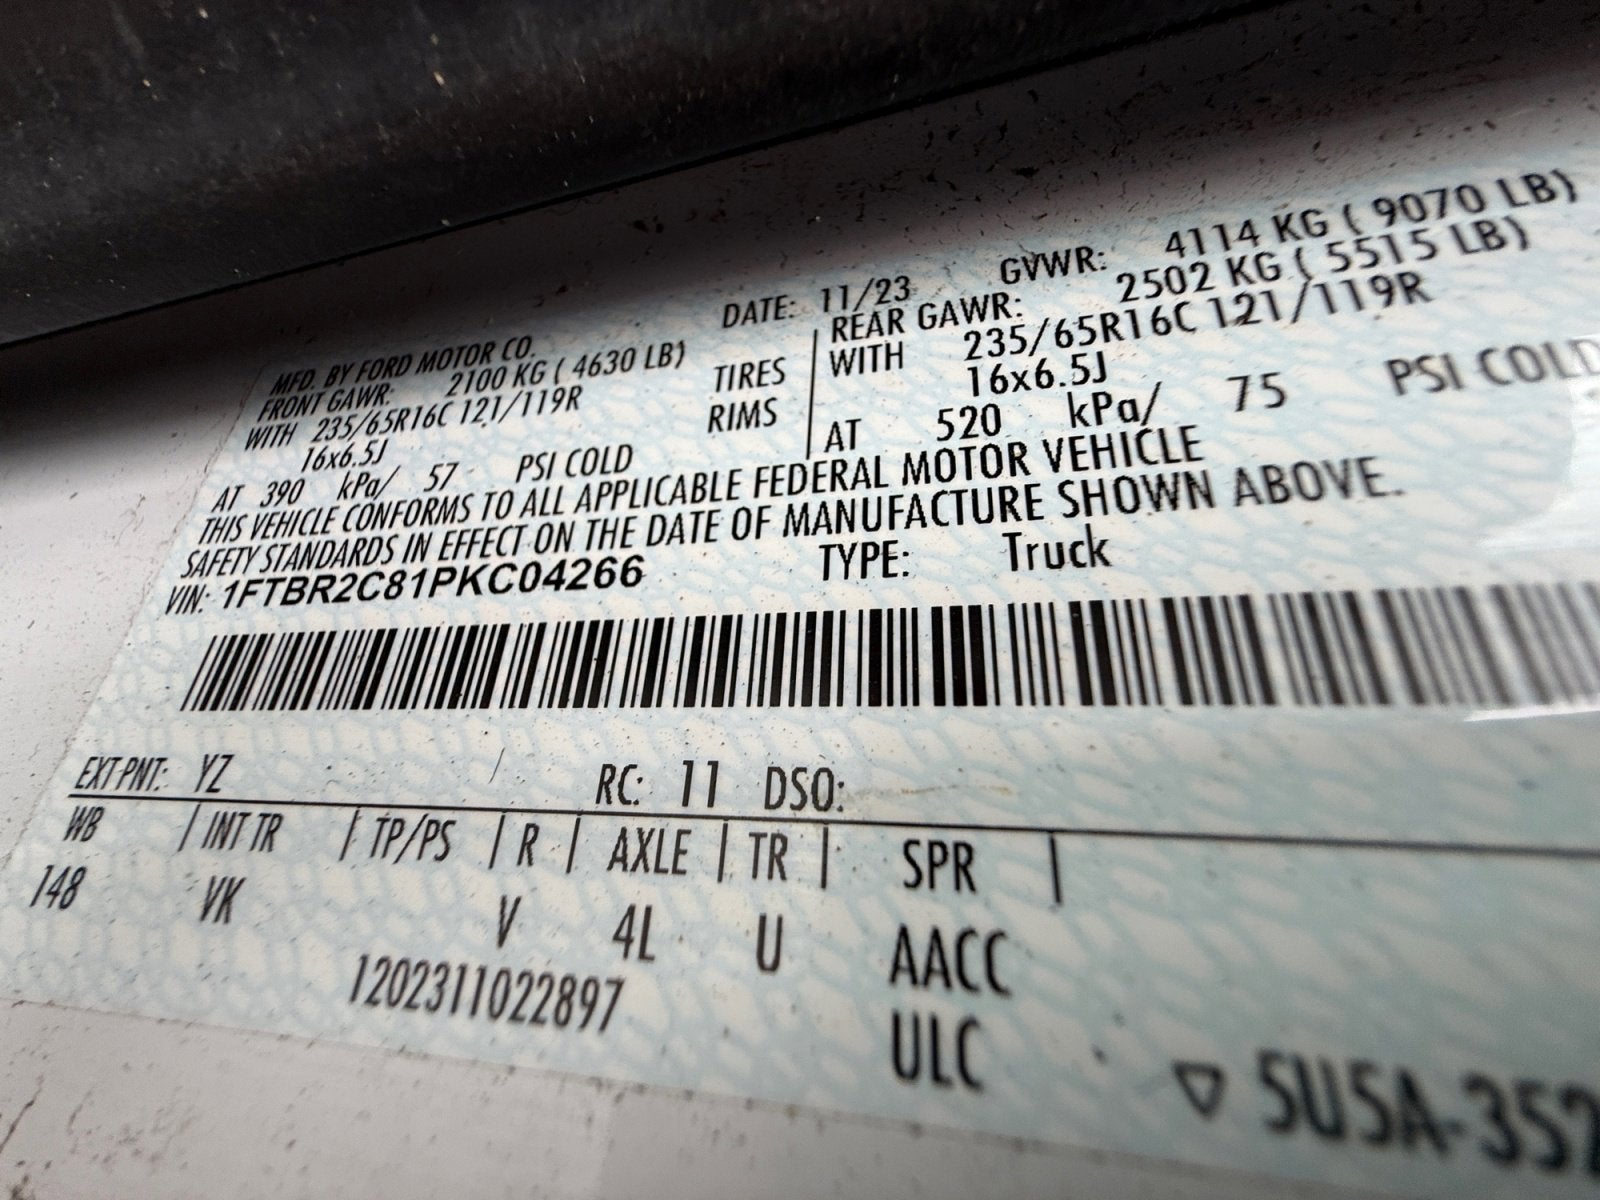 MFD. BY FORD MOTOR CO. DATE: 11/23 GVWR: 4114 KG ( 9070 LB)
FRONT GAWR: 2100 KG ( 4630 LB) REAR GAWR: 2502 KG ( 5515 LB)
WITH 235/65R16C 121/119R TIRES WITH 235/65R16C 121/119R
16x6.5J RIMS 16x6.5J
AT 390 kPa/ 57 PSI COLD AT 520 kPa/ 75 PSI COLD
THIS VEHICLE CONFORMS TO ALL APPLICABLE FEDERAL MOTOR VEHICLE
SAFETY STANDARDS IN EFFECT ON THE DATE OF MANUFACTURE SHOWN ABOVE.
VIN: 1FTBR2C81PKC04266 TYPE: Truck
EXT PNT: YZ RC: 11 DSO:
WB | INT TR | TP/PS | R | AXLE | TR | SPR |
148 VK V 4L U AACC
1202311022897 ULC
▽ 5U5A-352